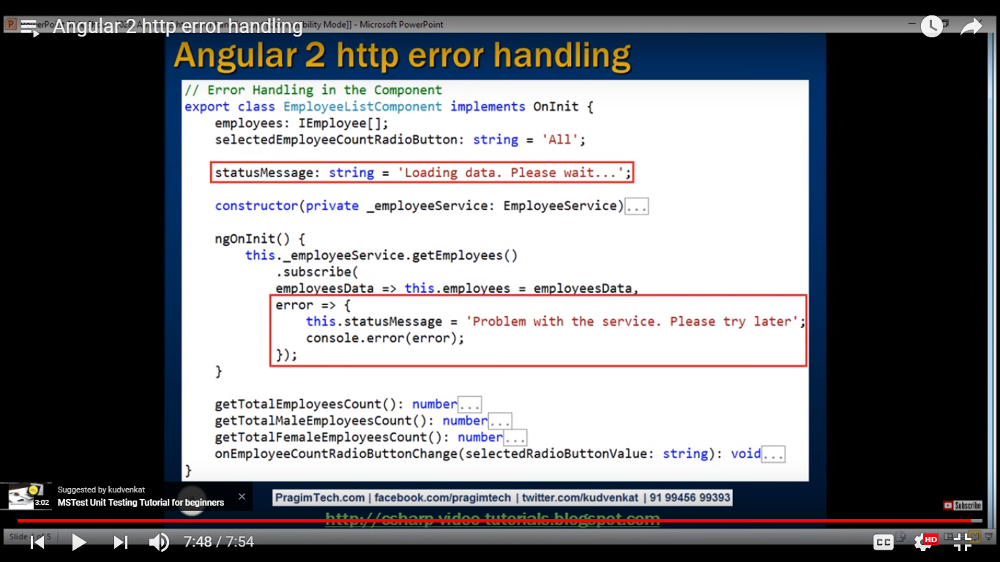 Angular 2 http error handling
bility Mode]] - Microsoft PowerPoint
Angular 2 http error handling
// Error Handling in the Component
export class EmployeeListComponent implements OnInit {
employees: IEmployee[];
selectedEmployeeCountRadioButton: string = 'All';
statusMessage: string = 'Loading data. Please wait...';
constructor(private _employeeService: EmployeeService)...
ngOnInit() {
this._employeeService.getEmployees()
.subscribe(
employeesData => this.employees = employeesData,
error => {
this.statusMessage = 'Problem with the service. Please try later';
console.error(error);
});
}
getTotalEmployeesCount(): number...
getTotalMaleEmployeesCount(): number...
getTotalFemaleEmployeesCount(): number...
onEmployeeCountRadioButtonChange(selectedRadioButtonValue: string): void...
}
Suggested by kudvenkat
MSTest Unit Testing Tutorial for beginners
3:02
PragimTech.com | facebook.com/pragimtech | twitter.com/kudvenkat | 91 99456 99393
Subscribe
http://csharp-video-tutorials.blogspot.com
Slide of 5
7:48 / 7:54
CC
HD